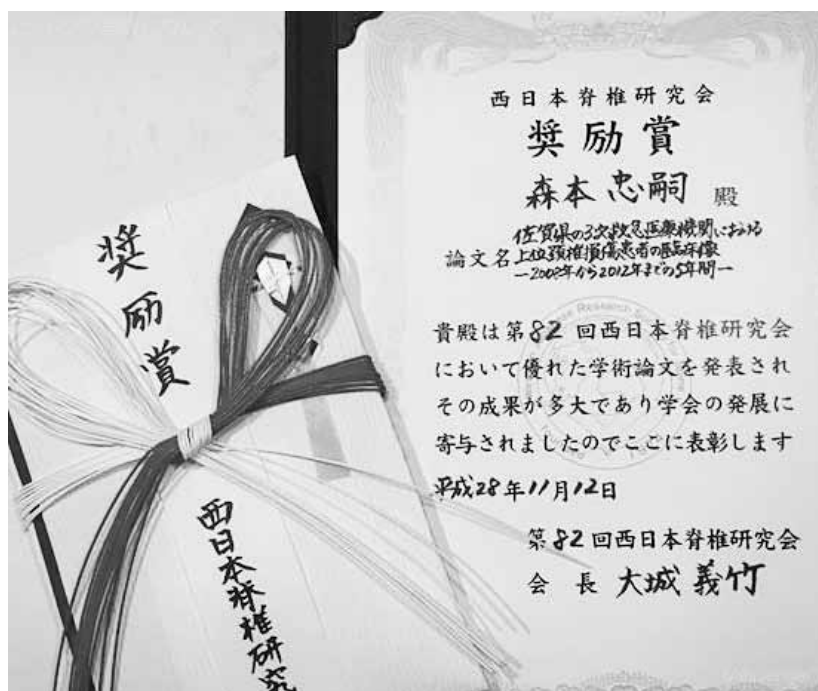 奨励賞
西日本脊椎研究
西日本脊椎研究会
奨励賞
森本忠嗣 殿
佐賀県の3次救急医療機関における
論文名 上位頚椎損傷患者の臨床像
―2008年から2012年までの5年間―
貴殿は第82回西日本脊椎研究会
において優れた学術論文を発表され
その成果が多大であり学会の発展に
寄与されましたのでここに表彰します
平成28年11月12日
第82回西日本脊椎研究会
会長 大城義竹